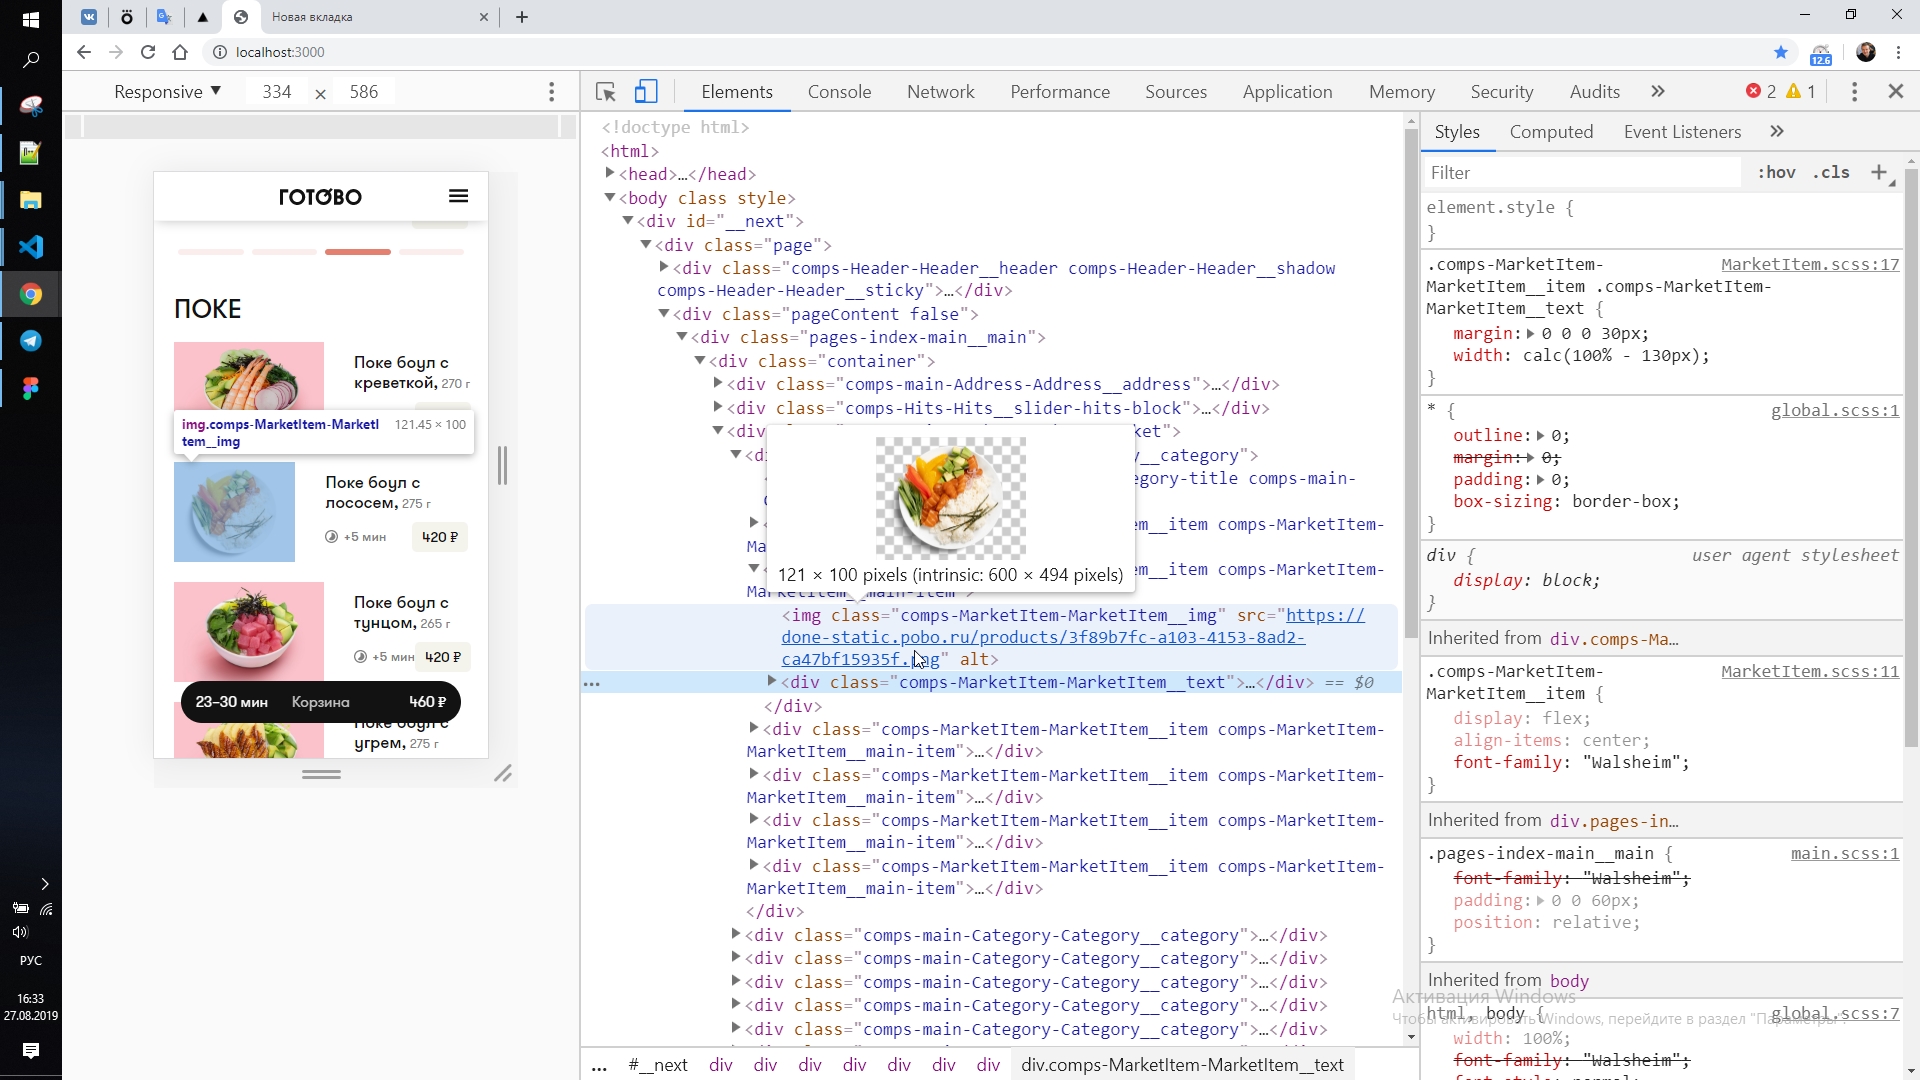 Новая вкладка
localhost:3000
12.6
Responsive
334 × 586
Elements Console Network Performance Sources Application Memory Security Audits
2 1
ГОТОВО
ПОКЕ
Поке боул с
креветкой, 270 г
img.comps-MarketItem-MarketI
tem__img
121.45 × 100
Поке боул с
лососем, 275 г
+5 мин
420 ₽
Поке боул с
тунцом, 265 г
+5 мин
420 ₽
23–30 мин Корзина 460 ₽
угрем, 275 г
<!doctype html>
<html>
<head>…</head>
<body class style>
<div id="__next">
<div class="page">
<div class="comps-Header-Header__header comps-Header-Header__shadow
comps-Header-Header__sticky">…</div>
<div class="pageContent false">
<div class="pages-index-main__main">
<div class="container">
<div class="comps-main-Address-Address__address">…</div>
<div class="comps-Hits-Hits__slider-hits-block">…</div>
<div
ket">
y__category">
egory-title comps-main-
em__item comps-MarketItem-
em__item comps-MarketItem-
121 × 100 pixels (intrinsic: 600 × 494 pixels)
<img class="comps-MarketItem-MarketItem__img" src="https://
done-static.pobo.ru/products/3f89b7fc-a103-4153-8ad2-
ca47bf15935f.png" alt>
<div class="comps-MarketItem-MarketItem__text">…</div> == $0
</div>
<div class="comps-MarketItem-MarketItem__item comps-MarketItem-
MarketItem__main-item">…</div>
<div class="comps-MarketItem-MarketItem__item comps-MarketItem-
MarketItem__main-item">…</div>
<div class="comps-MarketItem-MarketItem__item comps-MarketItem-
MarketItem__main-item">…</div>
<div class="comps-MarketItem-MarketItem__item comps-MarketItem-
MarketItem__main-item">…</div>
</div>
<div class="comps-main-Category-Category__category">…</div>
<div class="comps-main-Category-Category__category">…</div>
<div class="comps-main-Category-Category__category">…</div>
<div class="comps-main-Category-Category__category">…</div>
<div class="comps-main-Category-Category__category">…</div>
... #__next div div div div div div div div.comps-MarketItem-MarketItem__text
Styles Computed Event Listeners
Filter :hov .cls
element.style {
}
.comps-MarketItem- MarketItem.scss:17
MarketItem__item .comps-MarketItem-
MarketItem__text {
margin: 0 0 0 30px;
width: calc(100% - 130px);
}
* { global.scss:1
outline: 0;
margin: 0;
padding: 0;
box-sizing: border-box;
}
div { user agent stylesheet
display: block;
}
Inherited from div.comps-Ma…
.comps-MarketItem- MarketItem.scss:11
MarketItem__item {
display: flex;
align-items: center;
font-family: "Walsheim";
}
Inherited from div.pages-in…
.pages-index-main__main { main.scss:1
font-family: "Walsheim";
padding: 0 0 60px;
position: relative;
}
Inherited from body
Активация Windows
html, body { global.scss:7
Чтобы активировать Windows, перейдите в раздел "Параметры".
width: 100%;
font-family: "Walsheim";
РУС
16:33
27.08.2019